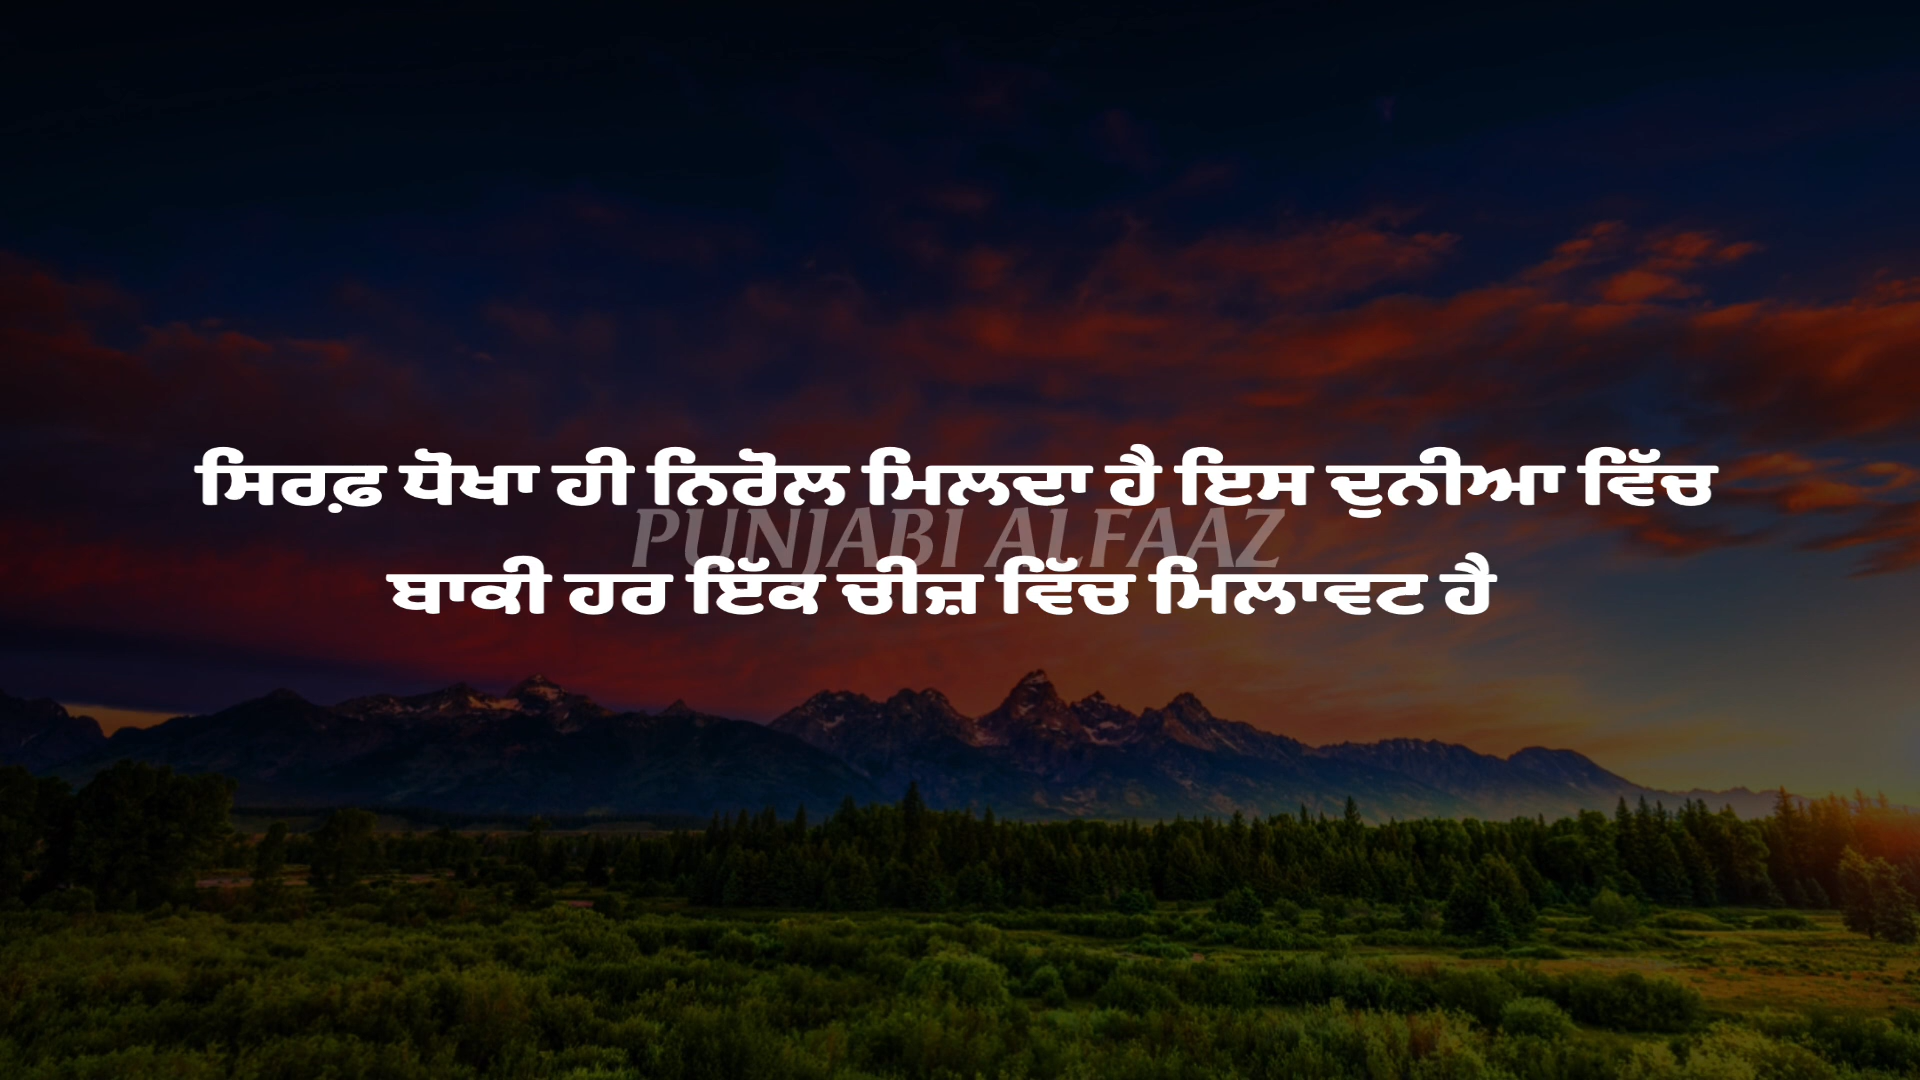 ਸਿਰਫ਼ ਧੋਖਾ ਹੀ ਨਿਰੋਲ ਮਿਲਦਾ ਹੈ ਇਸ ਦੁਨੀਆ ਵਿੱਚ
PUNJABI ALFAAZ
ਬਾਕੀ ਹਰ ਇੱਕ ਚੀਜ਼ ਵਿੱਚ ਮਿਲਾਵਟ ਹੈ